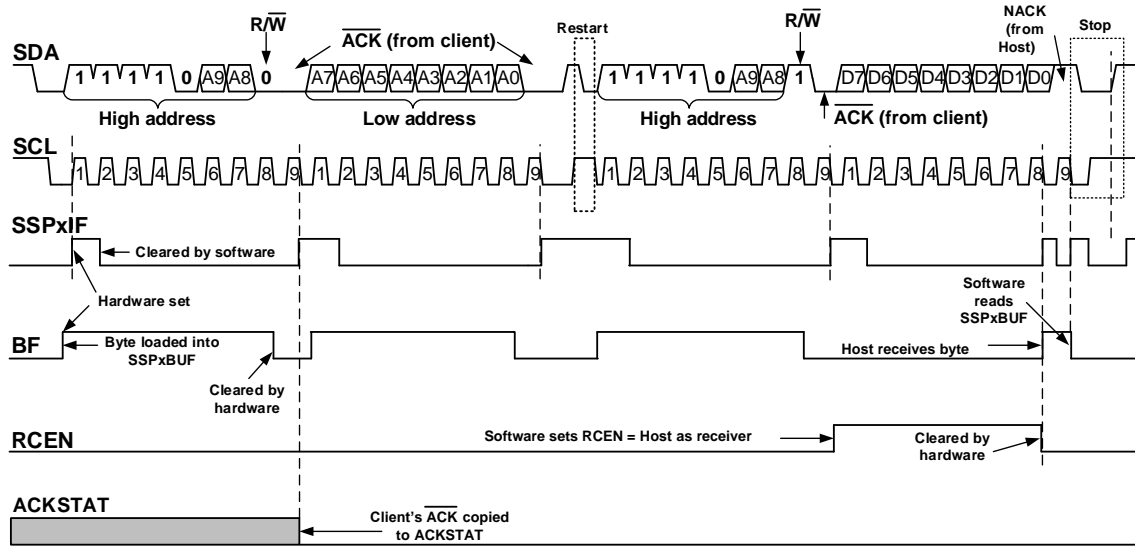 R/W̅
R/W̅
Restart
NACK
(from
Host)
Stop
SDA
A̅C̅K̅ (from client)
1 1 1 1 0 A9 A8 0 A7 A6 A5 A4 A3 A2 A1 A0 1 1 1 1 0 A9 A8 1 D7 D6 D5 D4 D3 D2 D1 D0
High address
Low address
High address
A̅C̅K̅ (from client)
SCL
1 2 3 4 5 6 7 8 9 1 2 3 4 5 6 7 8 9 1 2 3 4 5 6 7 8 9 1 2 3 4 5 6 7 8 9
SSPxIF
Cleared by software
Hardware set
Software
reads
SSPxBUF
BF
Byte loaded into
SSPxBUF
Host receives byte
Cleared by
hardware
RCEN
Software sets RCEN = Host as receiver
Cleared by
hardware
ACKSTAT
Client's A̅C̅K̅ copied
to ACKSTAT